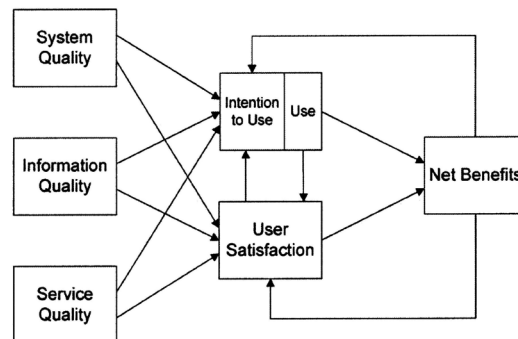 System
Quality
Intention
to Use
Use
Information
Quality
Net Benefits
User
Satisfaction
Service
Quality